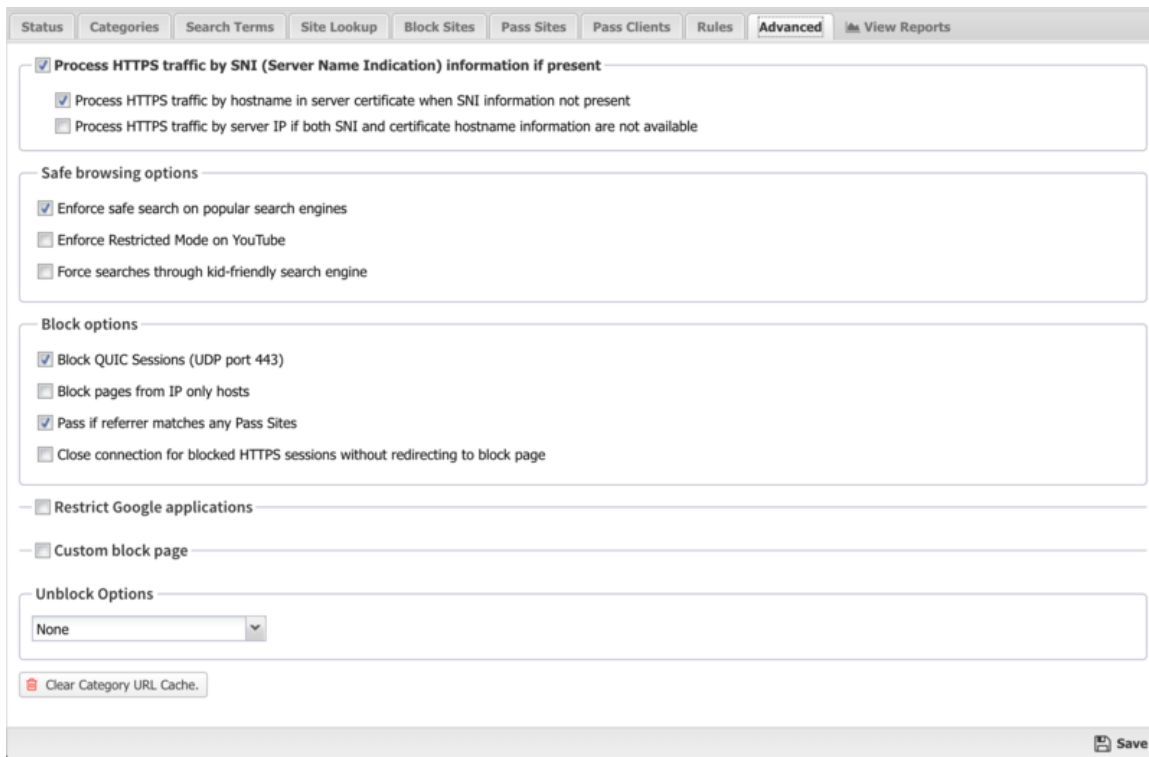 Status Categories Search Terms Site Lookup Block Sites Pass Sites Pass Clients Rules Advanced View Reports
Process HTTPS traffic by SNI (Server Name Indication) information if present
Process HTTPS traffic by hostname in server certificate when SNI information not present
Process HTTPS traffic by server IP if both SNI and certificate hostname information are not available
Safe browsing options
Enforce safe search on popular search engines
Enforce Restricted Mode on YouTube
Force searches through kid-friendly search engine
Block options
Block QUIC Sessions (UDP port 443)
Block pages from IP only hosts
Pass if referrer matches any Pass Sites
Close connection for blocked HTTPS sessions without redirecting to block page
Restrict Google applications
Custom block page
Unblock Options
None
Clear Category URL Cache.
Save